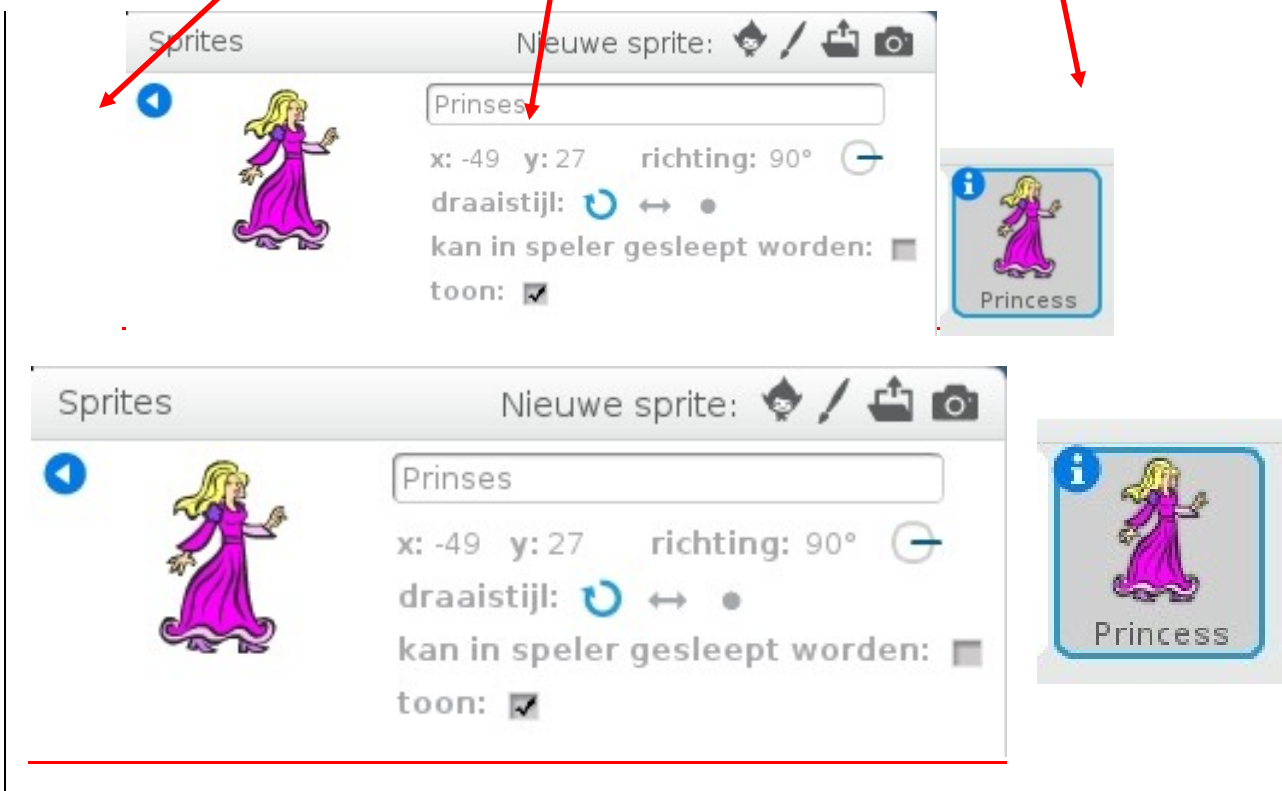 Sprites Nieuwe sprite:
Prinses
x: -49 y: 27 richting: 90°
draaistijl:
kan in speler gesleept worden:
toon:
Princess
Sprites Nieuwe sprite:
Prinses
x: -49 y: 27 richting: 90°
draaistijl:
kan in speler gesleept worden:
toon:
Princess